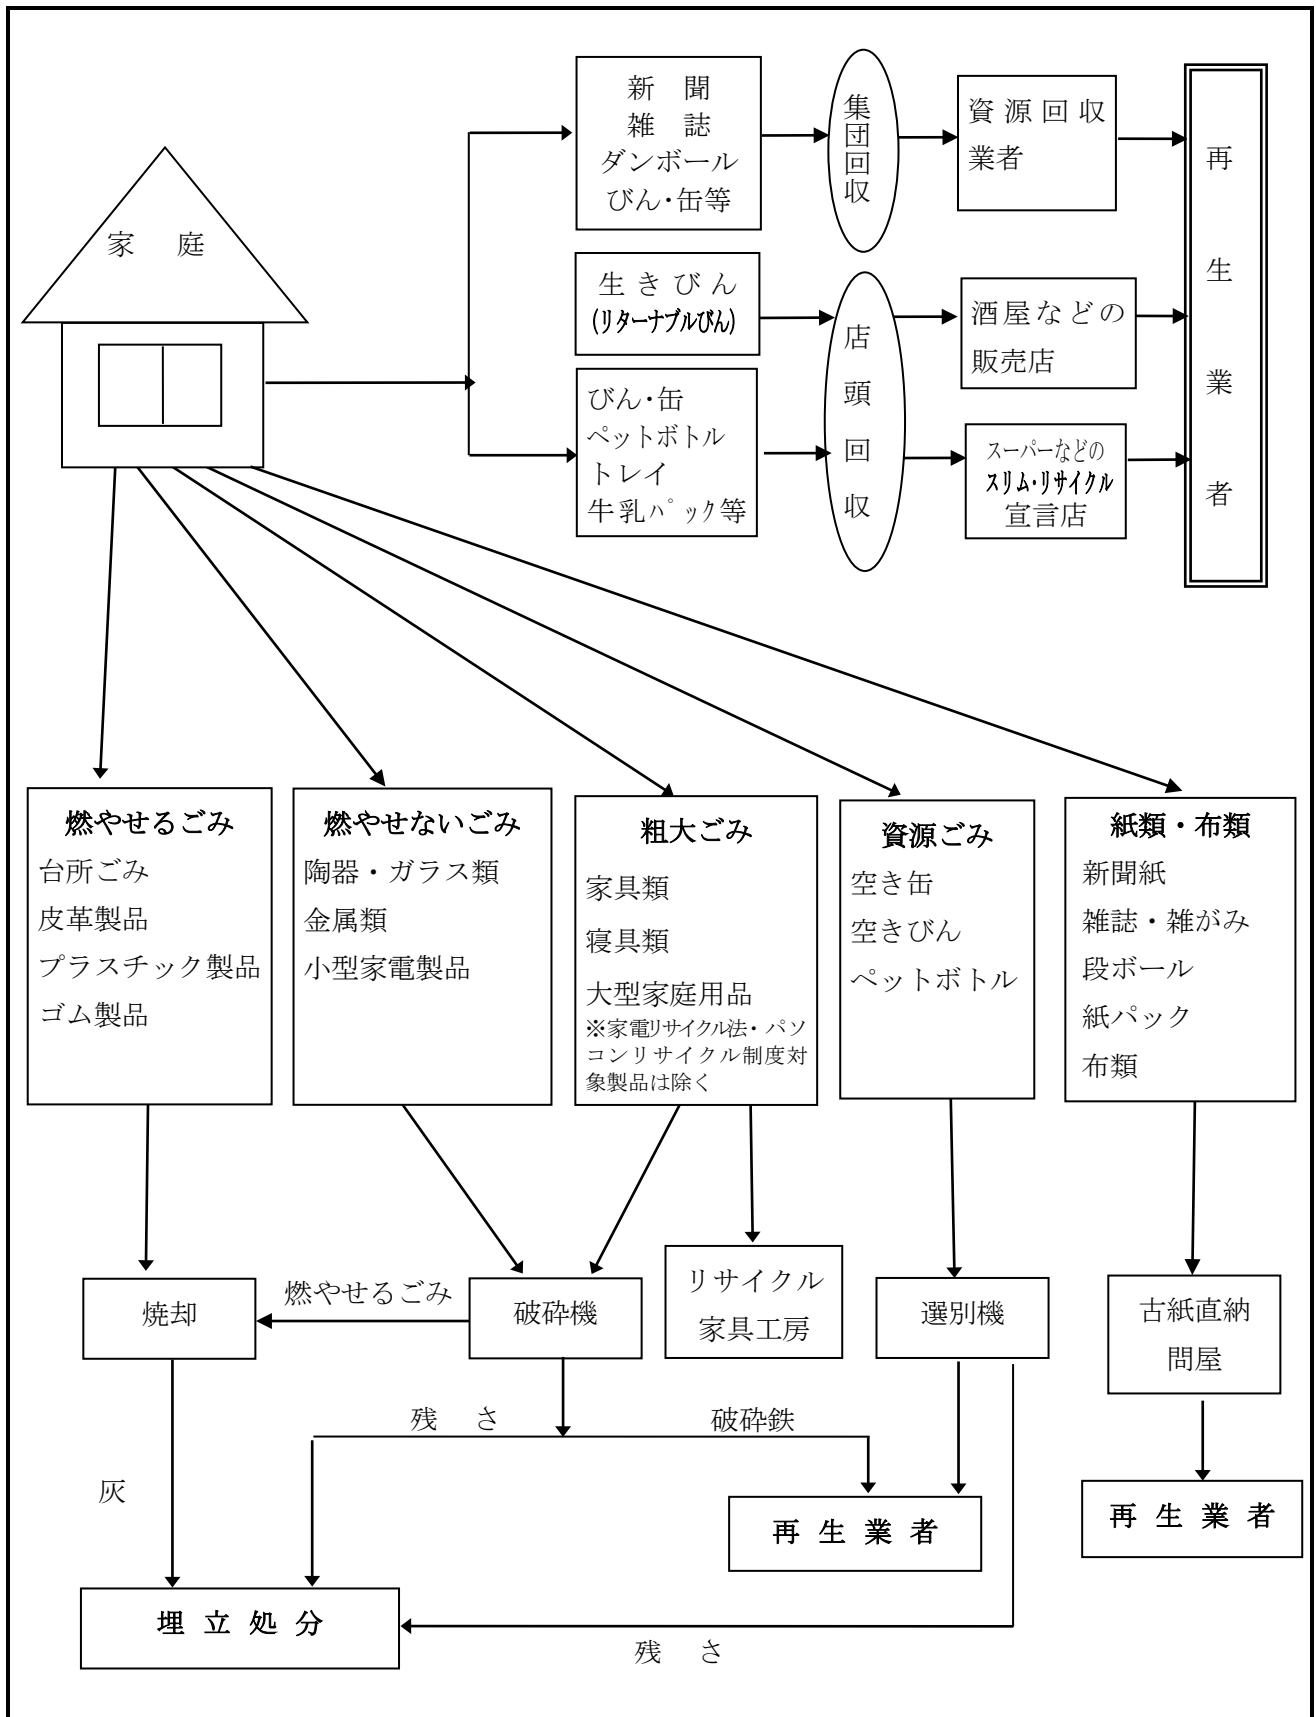 家　庭
新　聞
雑　誌
ダンボール
びん・缶等
集団回収
資源回収
業者
再生業者
生きびん
(リターナブルびん)
店頭回収
酒屋などの
販売店
びん・缶
ペットボトル
トレイ
牛乳パック等
スーパーなどの
スリム・リサイクル
宣言店
燃やせるごみ
台所ごみ
皮革製品
プラスチック製品
ゴム製品
燃やせないごみ
陶器・ガラス類
金属類
小型家電製品
粗大ごみ
家具類
寝具類
大型家庭用品
※家電リサイクル法・パソ
コンリサイクル制度対
象製品は除く
資源ごみ
空き缶
空きびん
ペットボトル
紙類・布類
新聞紙
雑誌・雑がみ
段ボール
紙パック
布類
焼却
燃やせるごみ
破砕機
リサイクル
家具工房
選別機
古紙直納
問屋
残　さ
破砕鉄
灰
再生業者
再生業者
埋立処分
残　さ